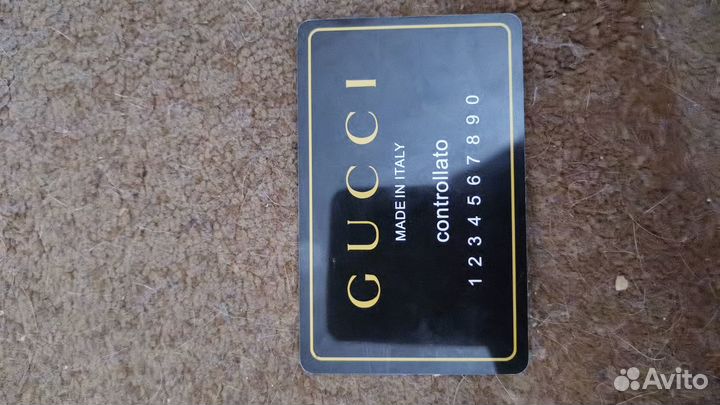 GUCCI
MADE IN ITALY
controllato
1 2 3 4 5 6 7 8 9 0
Avito